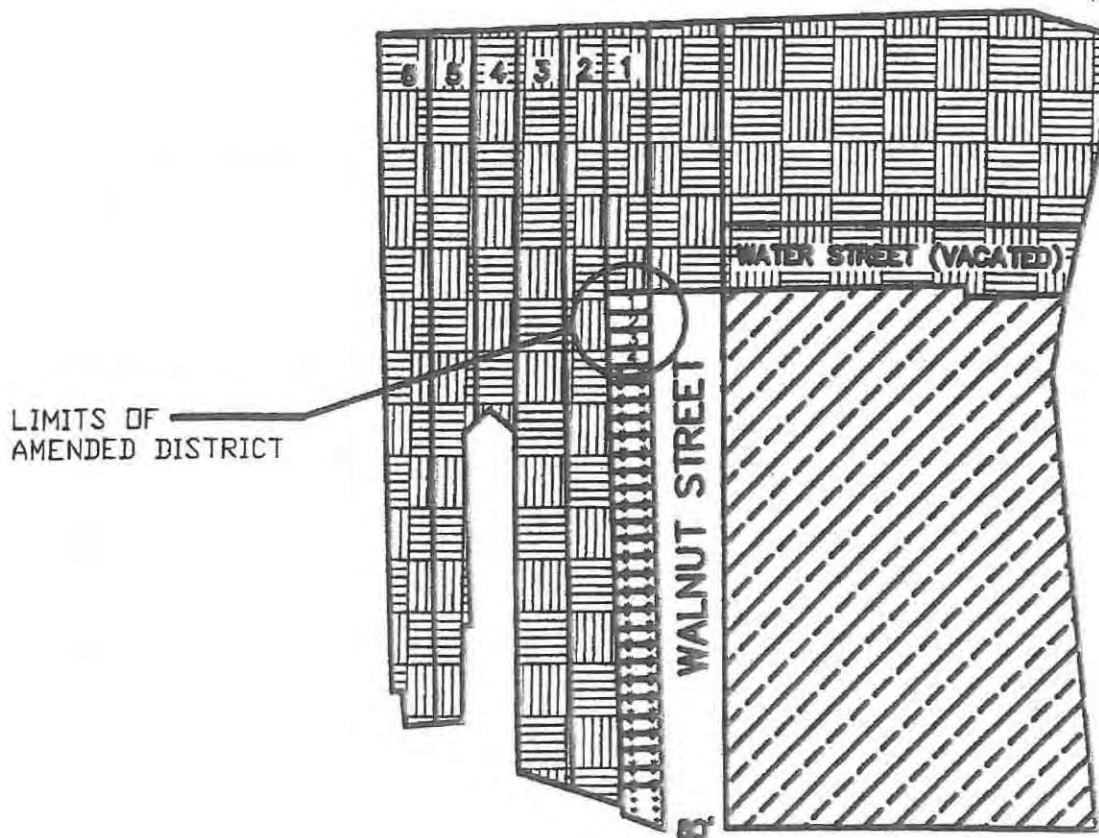 6 5 4 3 2 1
WATER STREET (VACATED)
LIMITS OF
AMENDED DISTRICT
WALNUT STREET